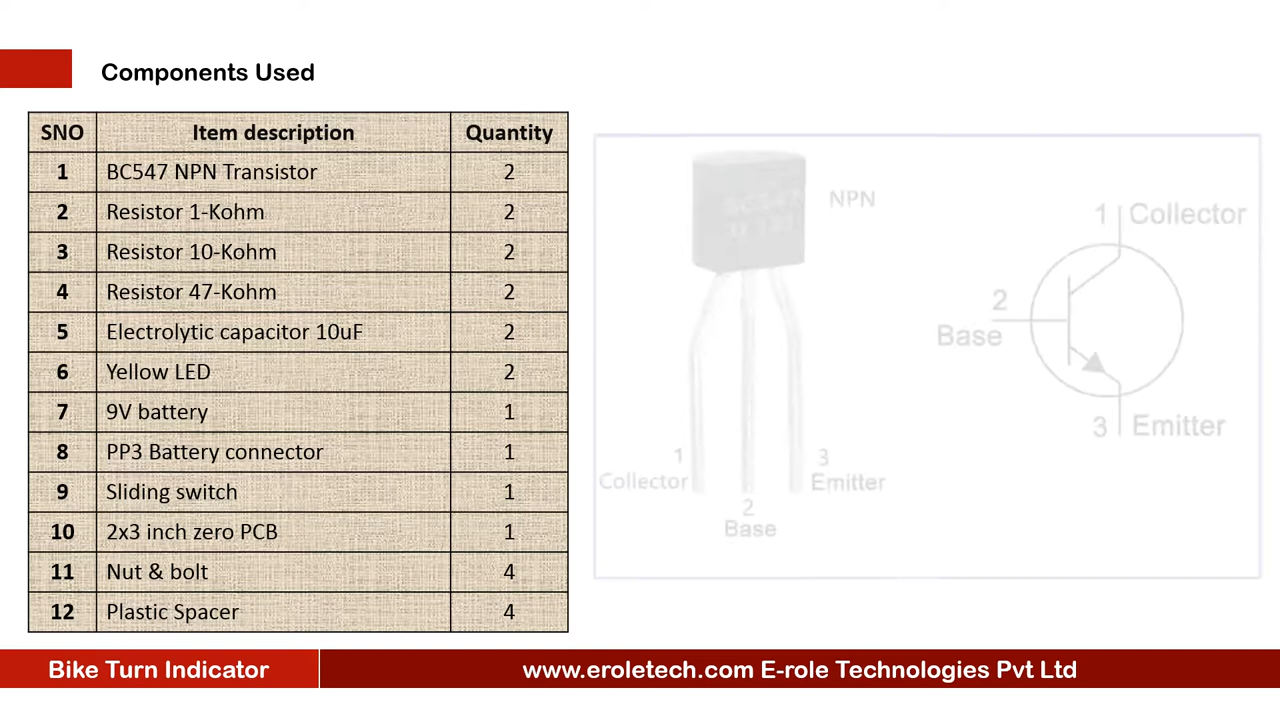 Components Used
SNO Item description Quantity
1 BC547 NPN Transistor 2
2 Resistor 1-Kohm 2
3 Resistor 10-Kohm 2
4 Resistor 47-Kohm 2
5 Electrolytic capacitor 10uF 2
6 Yellow LED 2
7 9V battery 1
8 PP3 Battery connector 1
9 Sliding switch 1
10 2x3 inch zero PCB 1
11 Nut & bolt 4
12 Plastic Spacer 4
NPN
1
Collector
2
Base
3
Emitter
1 Collector
2
Base
3 Emitter
Bike Turn Indicator
www.eroletech.com E-role Technologies Pvt Ltd